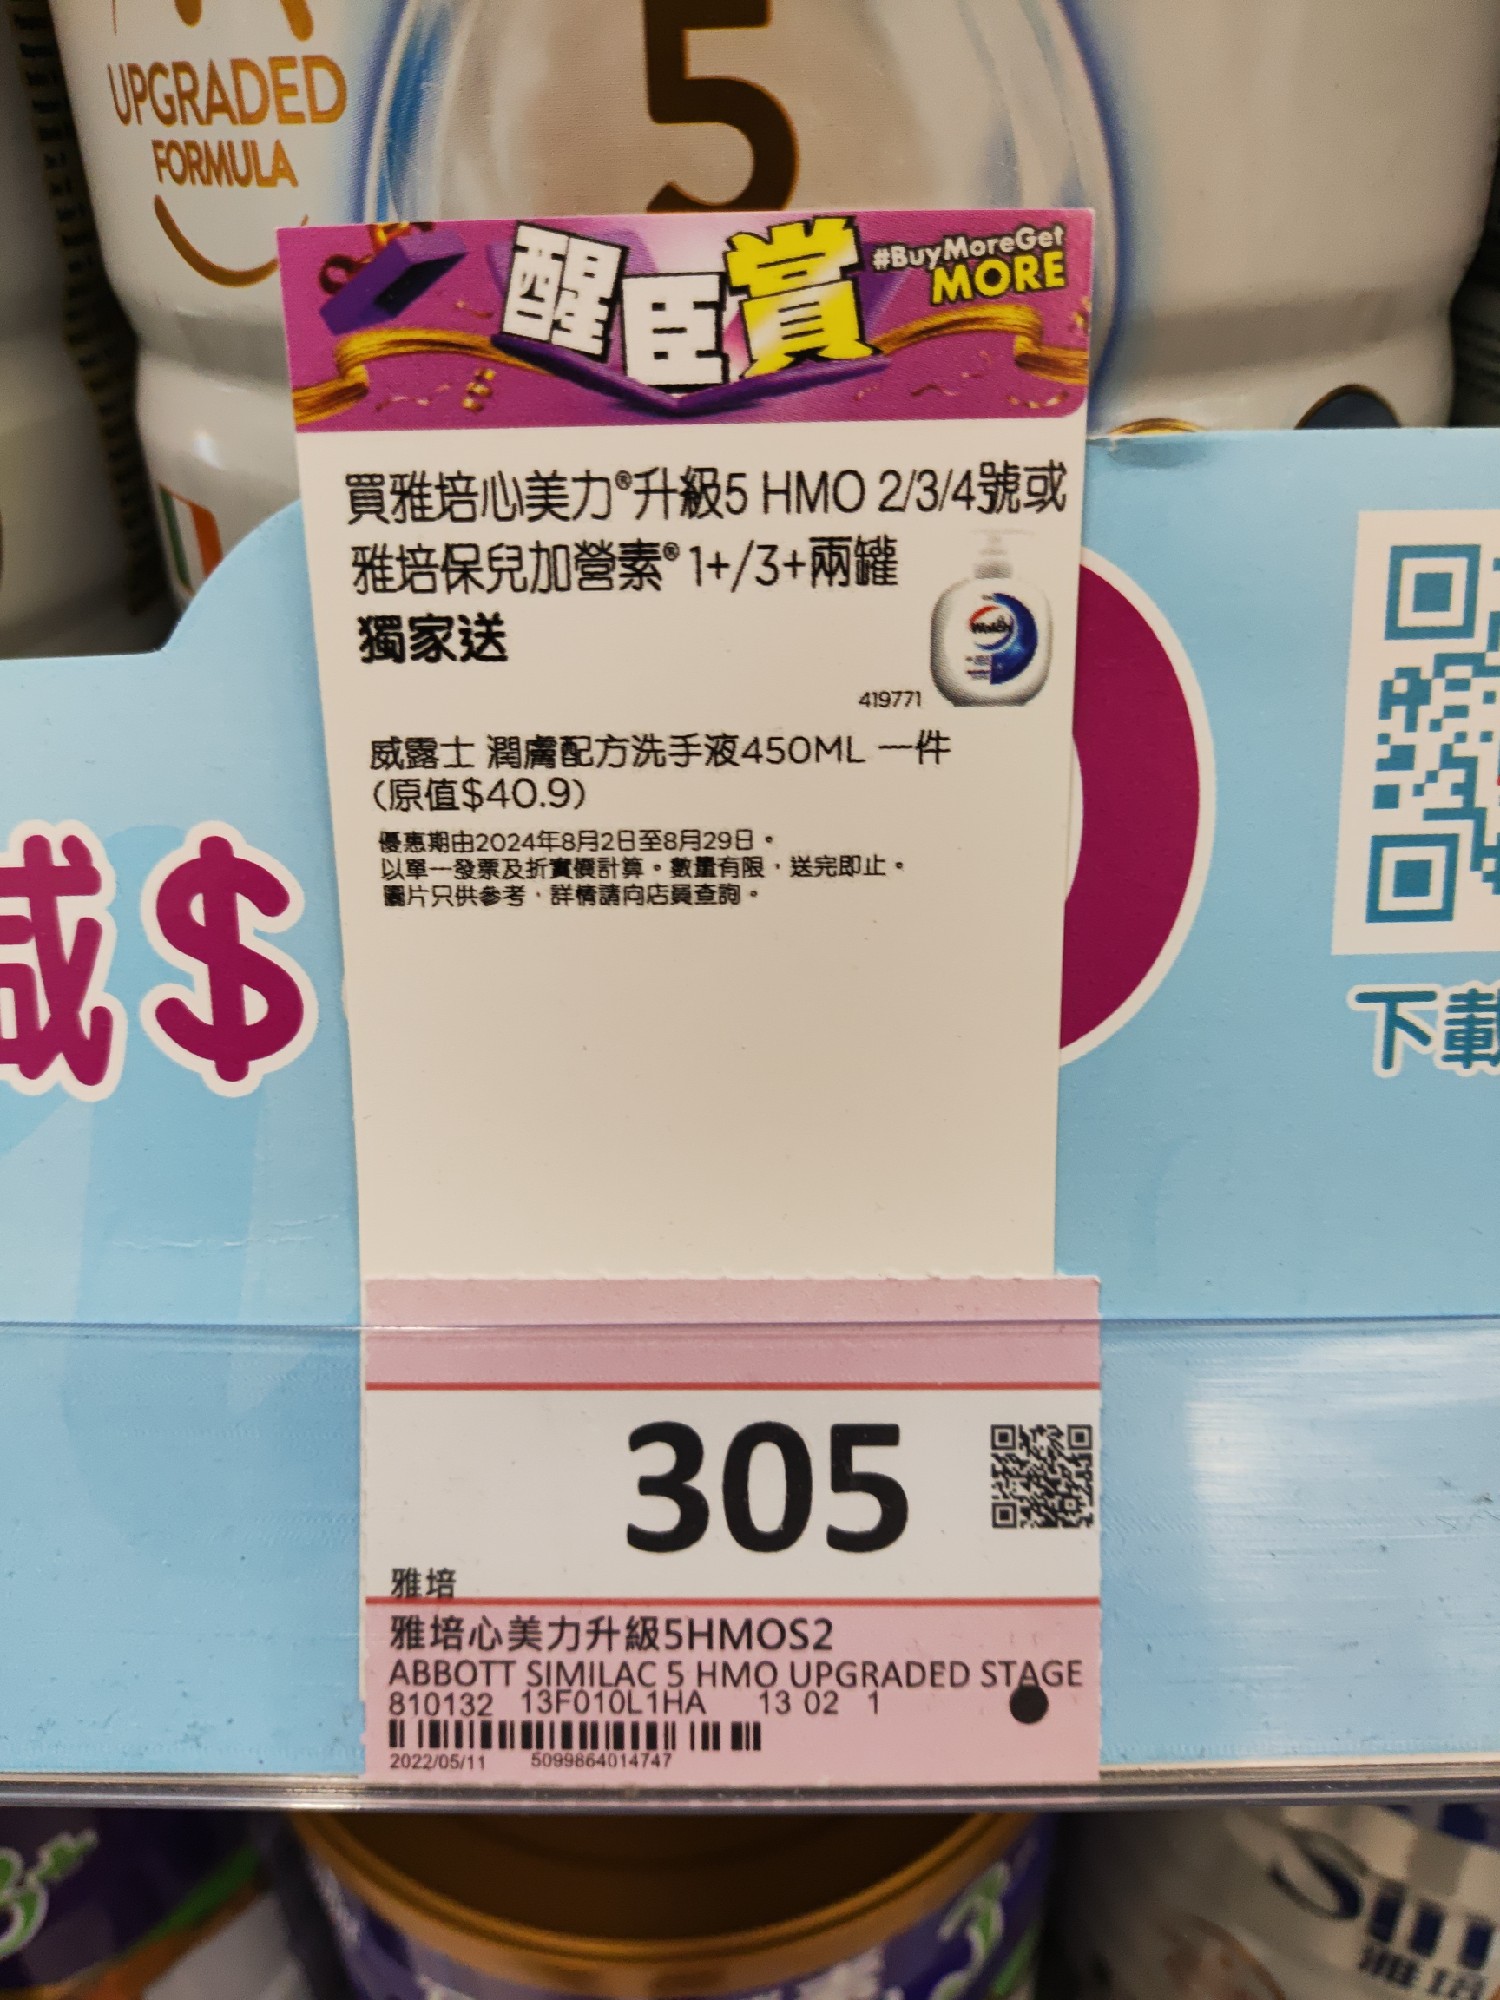 UPGRADED
FORMULA
5
醒臣賞
#BuyMoreGet
MORE
買雅培心美力®升級5 HMO 2/3/4號或
雅培保兒加營素®1+/3+兩罐
獨家送
Walch
419771
威露士 潤膚配方洗手液450ML 一件
(原值$40.9)
優惠期由2024年8月2日至8月29日。
以單一發票及折實價計算。數量有限，送完即止。
圖片只供參考，詳情請向店員查詢。
減$
下載
305
雅培
雅培心美力升級5HMOS2
ABBOTT SIMILAC 5 HMO UPGRADED STAGE
810132 13F010L1HA 13 02 1
2022/05/11 5099864014747
3+
Sim
雅培